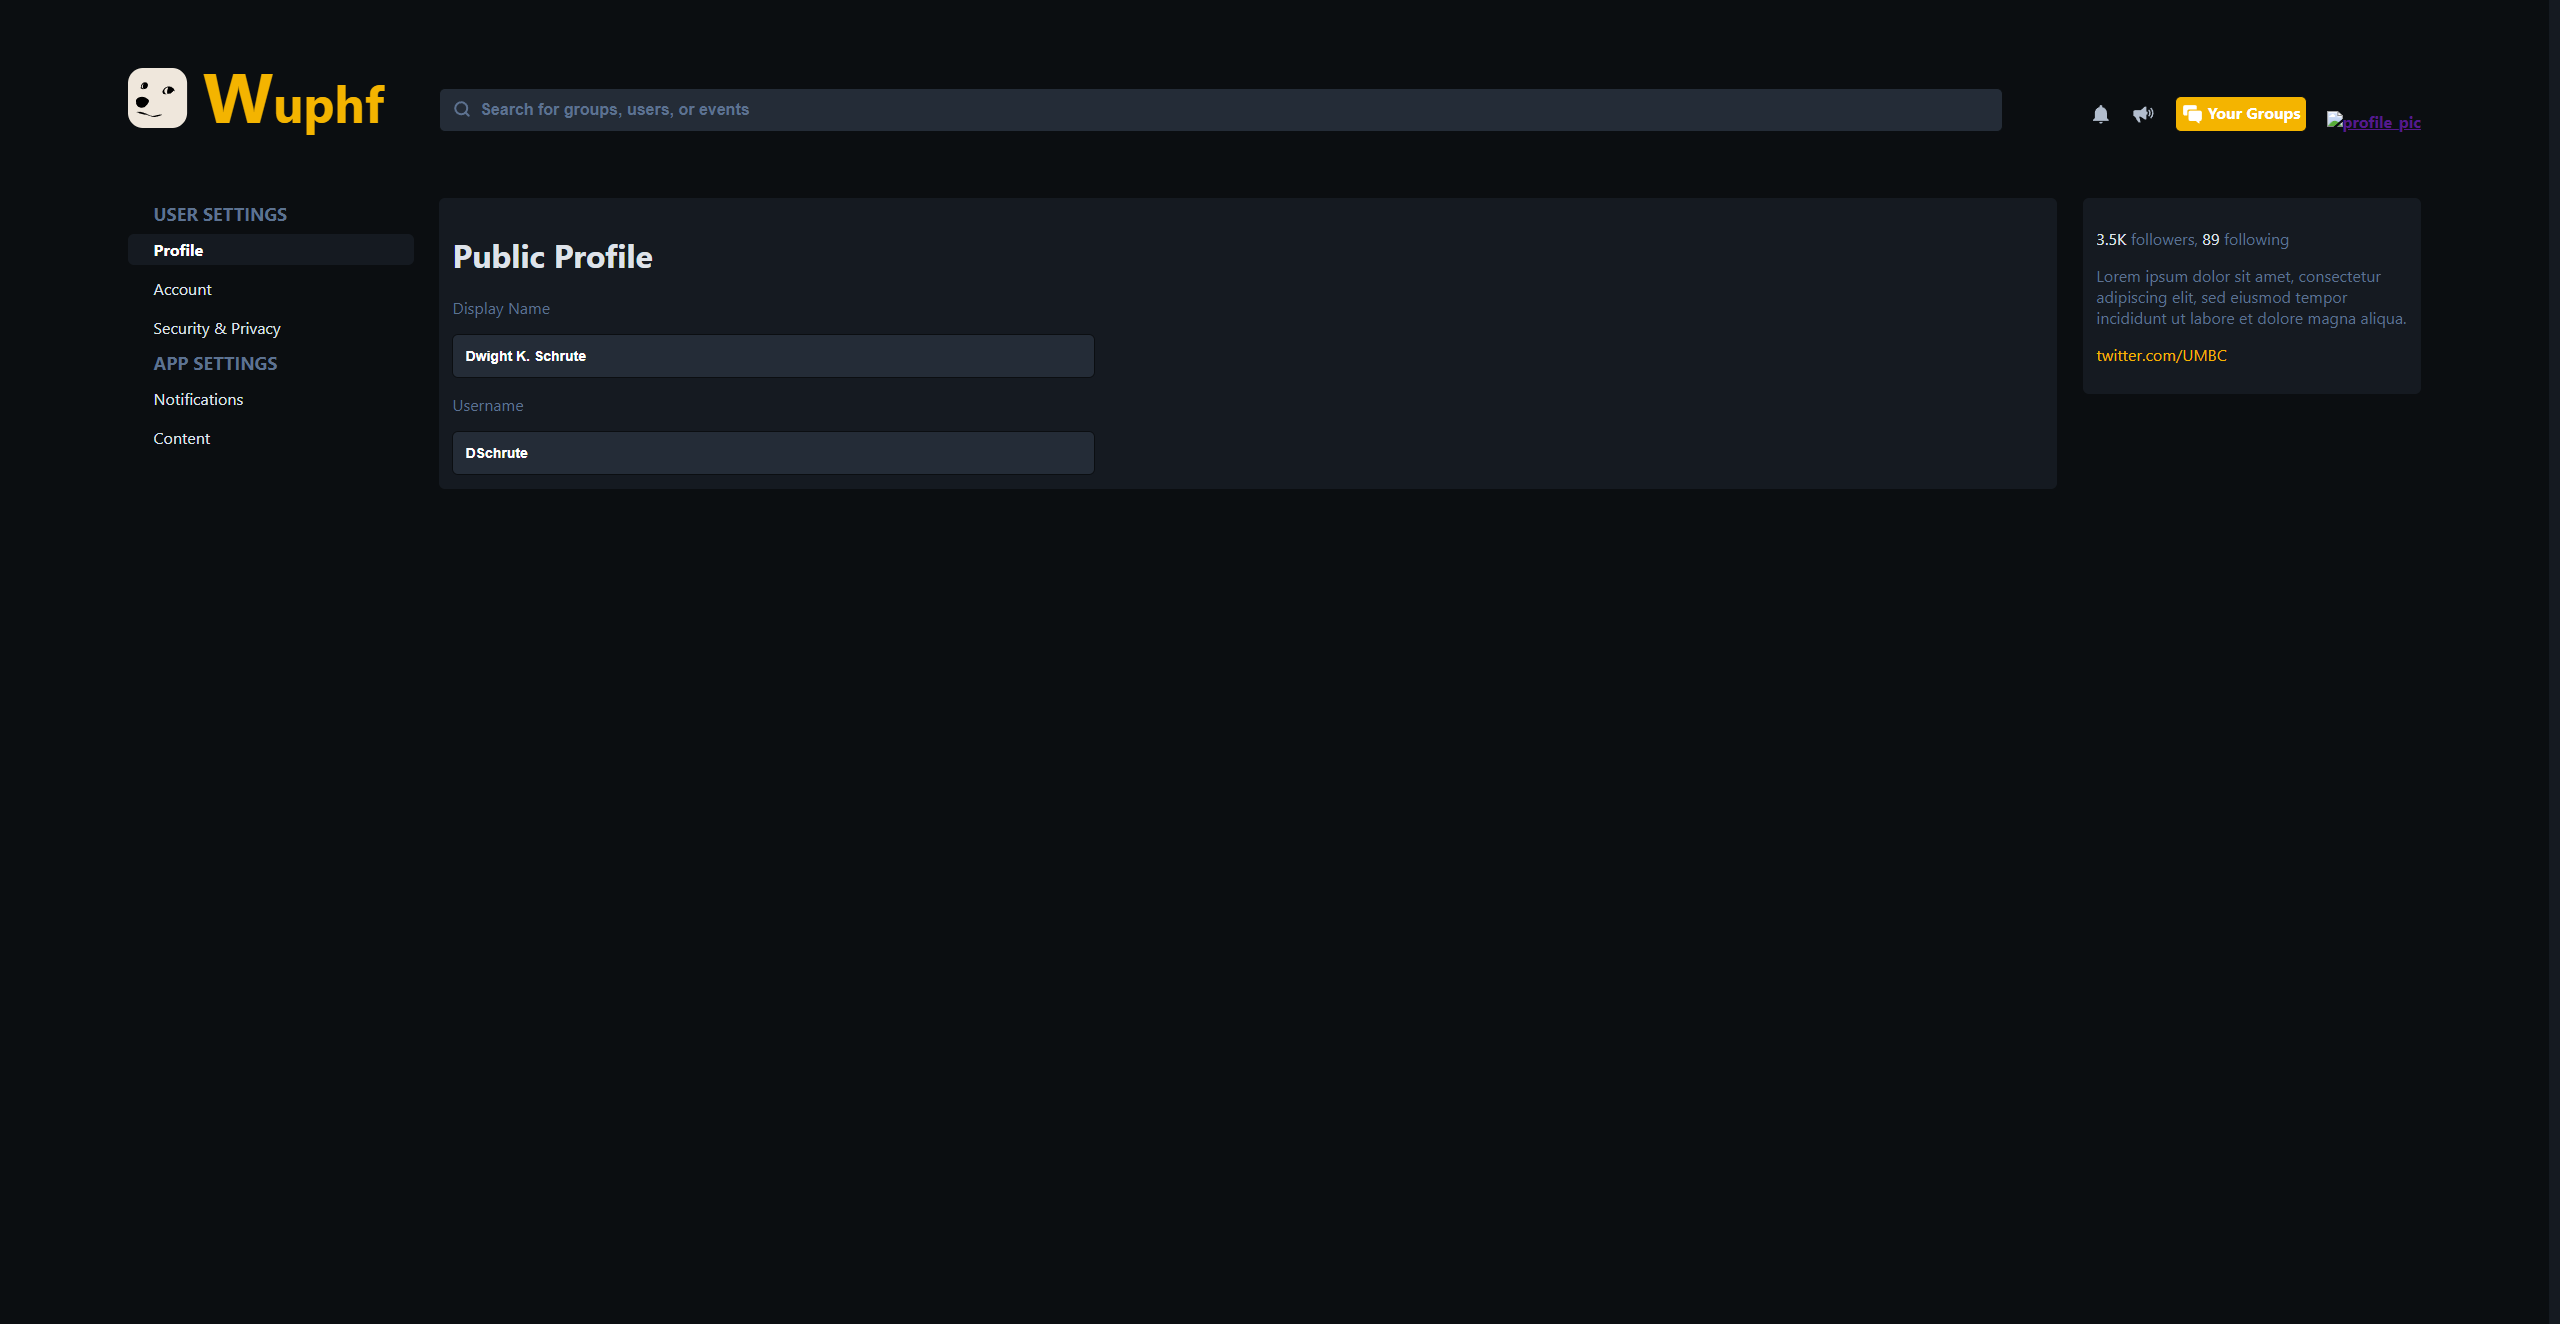 Wuphf
Search for groups, users, or events
Your Groups
profile_pic
USER SETTINGS
Profile
Account
Security & Privacy
APP SETTINGS
Notifications
Content
Public Profile
Display Name
Dwight K. Schrute
Username
DSchrute
3.5K followers, 89 following
Lorem ipsum dolor sit amet, consectetur
adipiscing elit, sed eiusmod tempor
incididunt ut labore et dolore magna aliqua.
twitter.com/UMBC